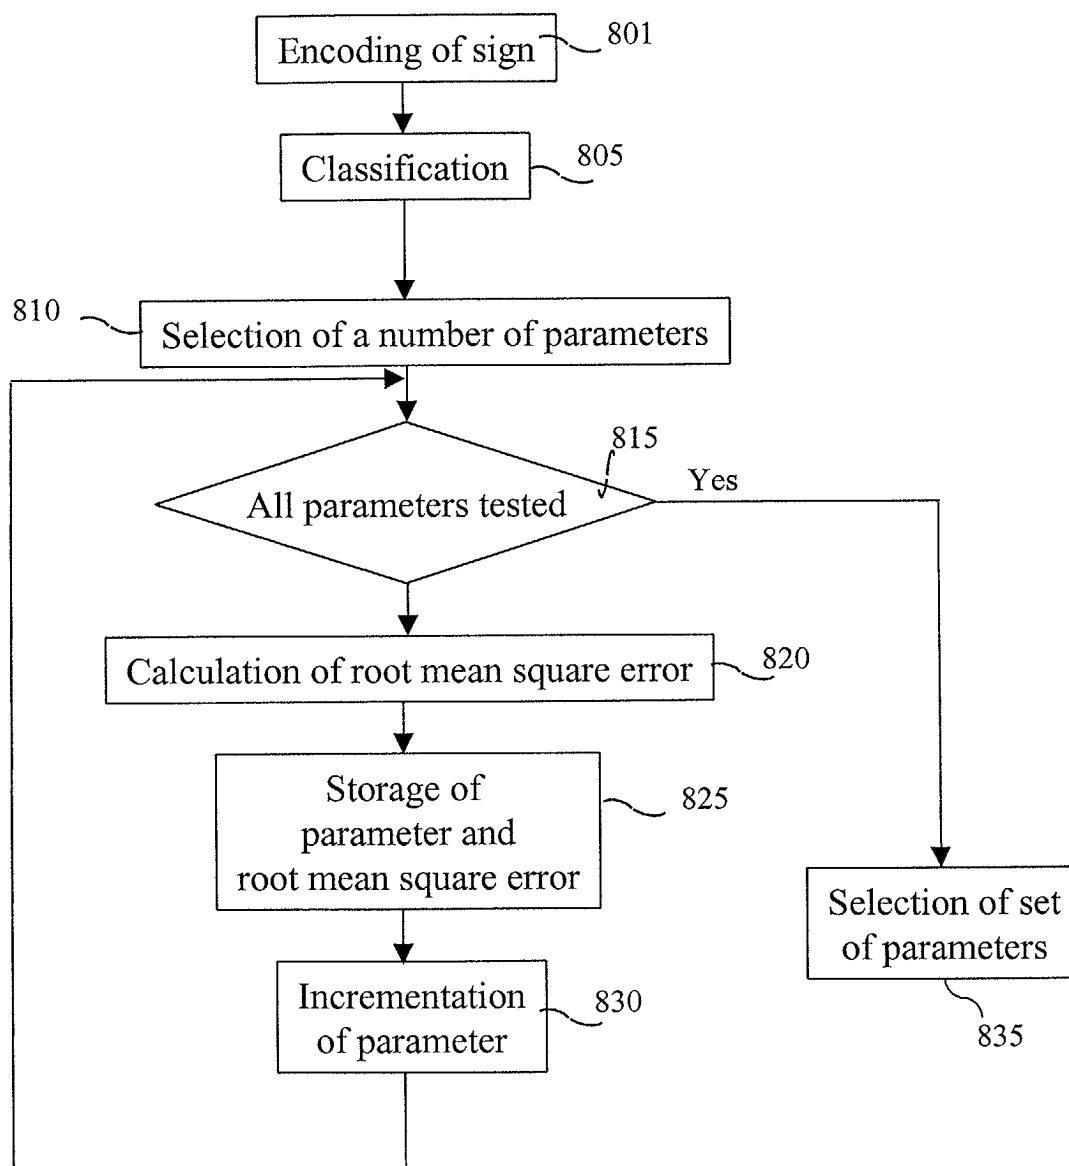 Encoding of sign
801
Classification
805
810
Selection of a number of parameters
815
Yes
All parameters tested
Calculation of root mean square error
820
Storage of
parameter and
root mean square error
825
Selection of set
of parameters
835
Incrementation
of parameter
830